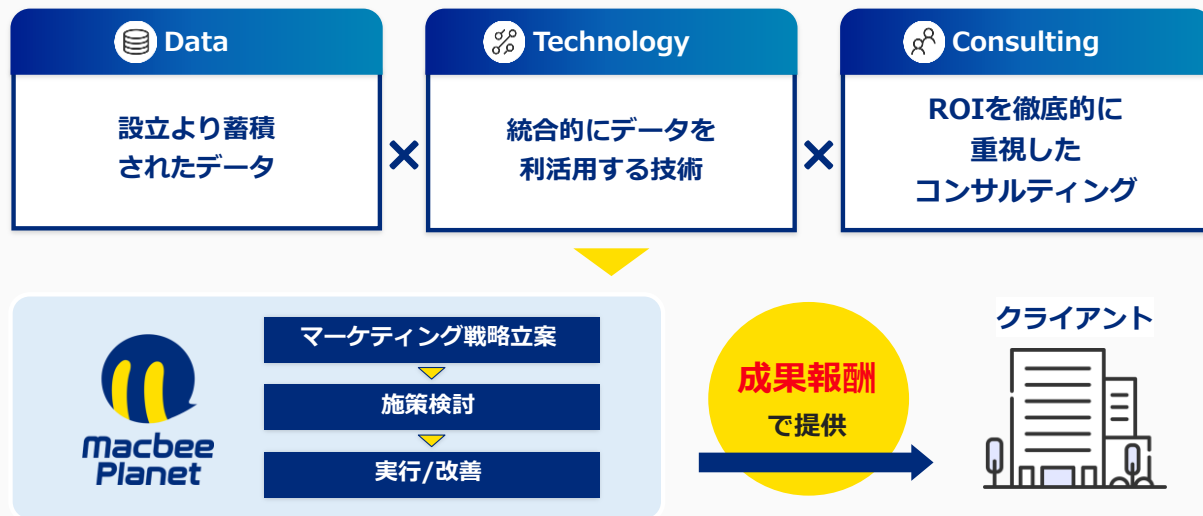 Data
設立より蓄積
されたデータ
×
Technology
統合的にデータを
利活用する技術
×
Consulting
ROIを徹底的に
重視した
コンサルティング
macbee
Planet
マーケティング戦略立案
施策検討
実行/改善
成果報酬
で提供
クライアント